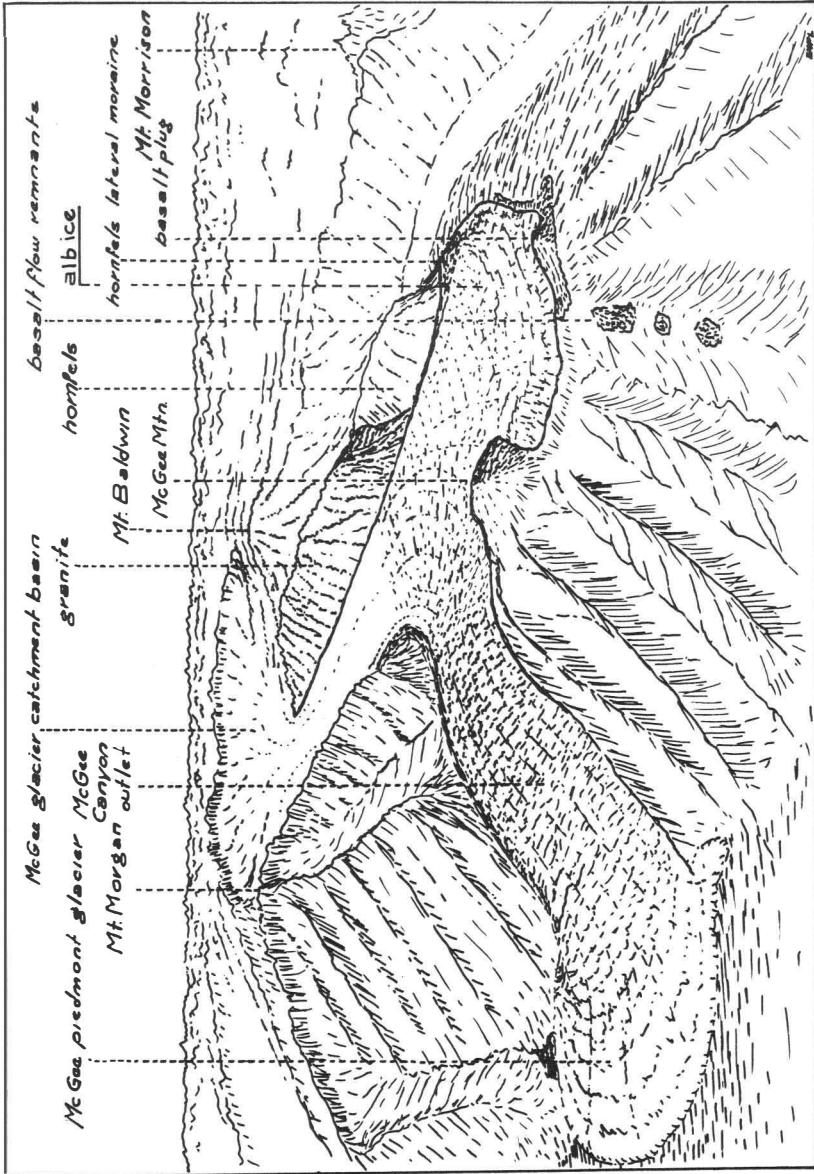 McGee piedmont glacier
Mt. Morgan
McGee
Canyon
outlet
McGee glacier catchment basin
granite
Mt. Baldwin
McGee Mtn.
hornfels
basalt flow remnants
albice
hornfels lateral moraine
Mt. Morrison
basalt plug